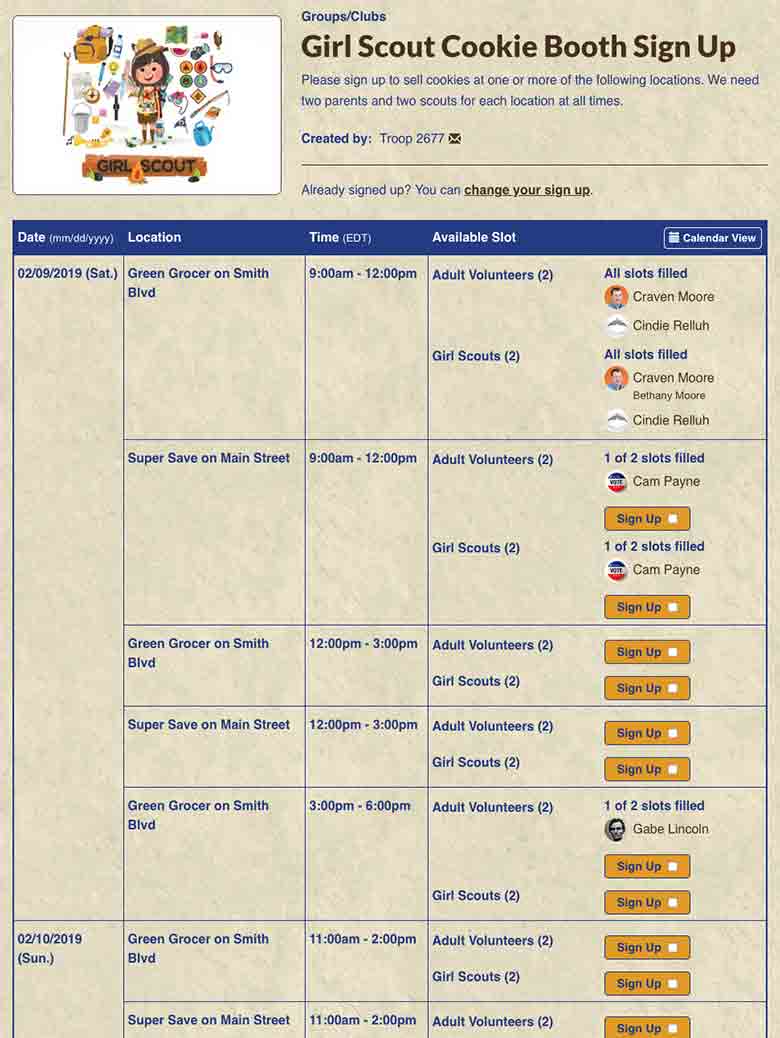 Groups/Clubs
Girl Scout Cookie Booth Sign Up
Please sign up to sell cookies at one or more of the following locations. We need
two parents and two scouts for each location at all times.
Created by: Troop 2677
GIRL SCOUT
Already signed up? You can change your sign up.
Date (mm/dd/yyyy) Location Time (EDT) Available Slot Calendar View
02/09/2019 (Sat.) Green Grocer on Smith 9:00am - 12:00pm Adult Volunteers (2) All slots filled
Blvd Craven Moore
Cindie Relluh
Girl Scouts (2) All slots filled
Craven Moore
Bethany Moore
Cindie Relluh
Super Save on Main Street 9:00am - 12:00pm Adult Volunteers (2) 1 of 2 slots filled
VOTE Cam Payne
Sign Up
Girl Scouts (2) 1 of 2 slots filled
VOTE Cam Payne
Sign Up
Green Grocer on Smith 12:00pm - 3:00pm Adult Volunteers (2) Sign Up
Blvd
Girl Scouts (2) Sign Up
Super Save on Main Street 12:00pm - 3:00pm Adult Volunteers (2) Sign Up
Girl Scouts (2) Sign Up
Green Grocer on Smith 3:00pm - 6:00pm Adult Volunteers (2) 1 of 2 slots filled
Blvd Gabe Lincoln
Sign Up
Girl Scouts (2) Sign Up
02/10/2019 Green Grocer on Smith 11:00am - 2:00pm Adult Volunteers (2) Sign Up
(Sun.) Blvd
Girl Scouts (2) Sign Up
Super Save on Main Street 11:00am - 2:00pm Adult Volunteers (2) Sign Up